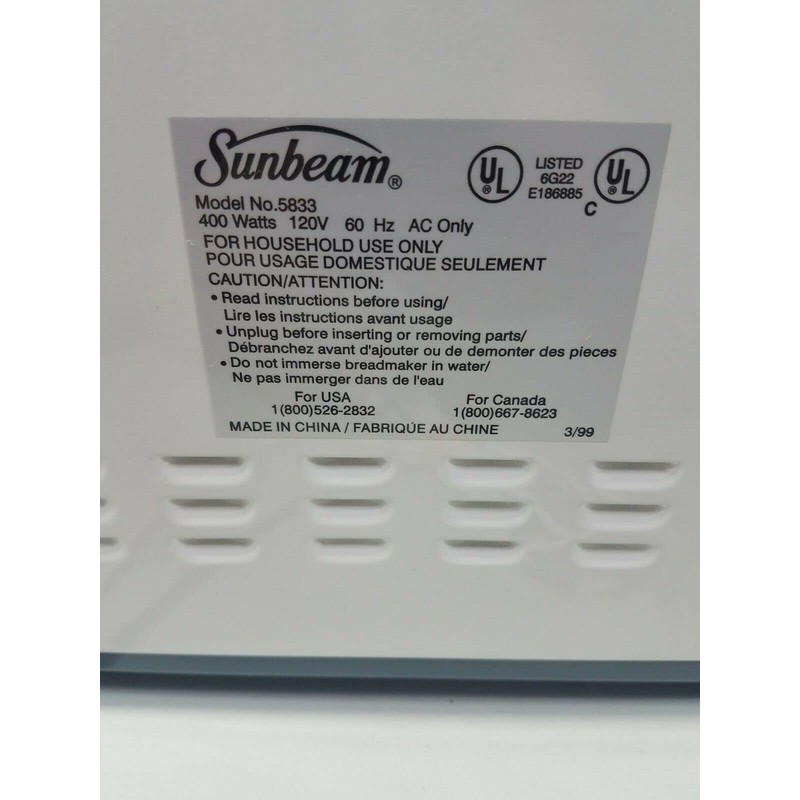 Sunbeam®
UL® LISTED 6G22 E186885 C UL®
Model No.5833
400 Watts 120V 60 Hz AC Only
FOR HOUSEHOLD USE ONLY
POUR USAGE DOMESTIQUE SEULEMENT
CAUTION/ATTENTION:
• Read instructions before using/
Lire les instructions avant usage
• Unplug before inserting or removing parts/
Débranchez avant d'ajouter ou de demonter des pieces
• Do not immerse breadmaker in water/
Ne pas immerger dans de l'eau
For USA For Canada
1(800)526-2832 1(800)667-8623
MADE IN CHINA / FABRIQUÉ AU CHINE 3/99